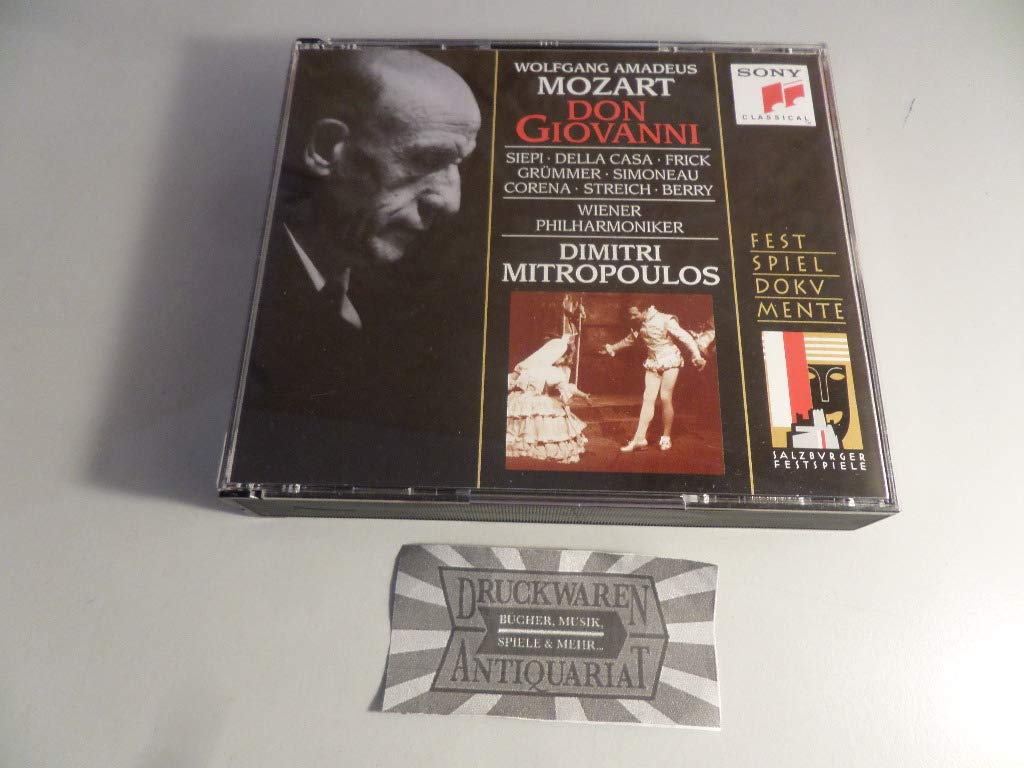 WOLFGANG AMADEUS
MOZART
DON
GIOVANNI
SIEPI · DELLA CASA · FRICK
GRÜMMER · SIMONEAU
CORENA · STREICH · BERRY
WIENER
PHILHARMONIKER
DIMITRI
MITROPOULOS
SONY
CLASSICAL
FEST
SPIEL
DOKV
MENTE
SALZBVRGER
FESTSPIELE
DRUCKWAREN
BÜCHER, MUSIK,
SPIELE & MEHR...
ANTIQUARIAT